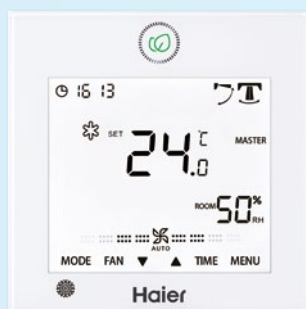 16 13
SET 24.0 °C MASTER
ROOM 50% RH
AUTO
MODE FAN ▼ ▲ TIME MENU
Haier